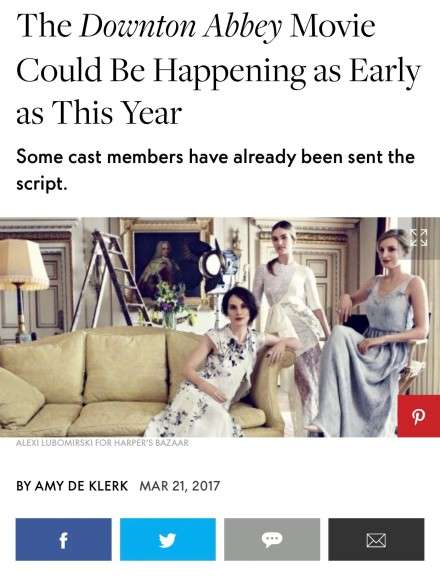 The Downton Abbey Movie
Could Be Happening as Early
as This Year
Some cast members have already been sent the
script.
ALEXI LUBOMIRSKI FOR HARPER'S BAZAAR
BY AMY DE KLERK MAR 21, 2017